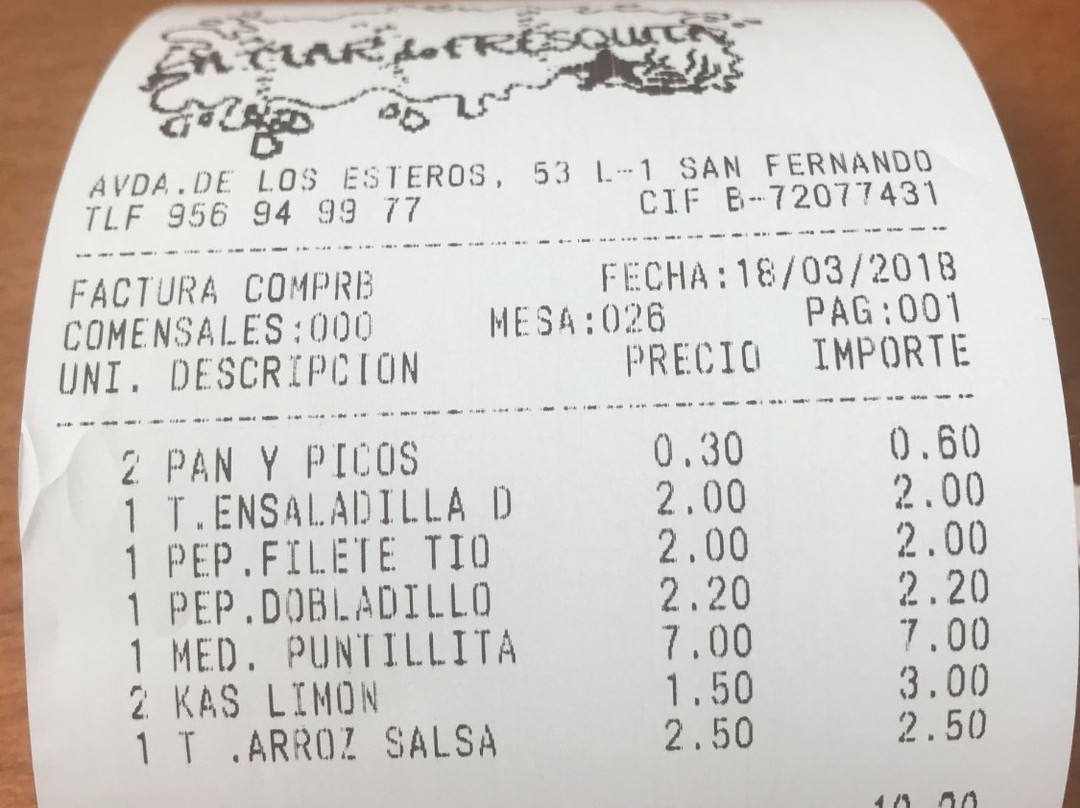 AVDA.DE LOS ESTEROS, 53 L-1 SAN FERNANDO
TLF 956 94 99 77 CIF B-72077431
FACTURA COMPRB FECHA:18/03/2018
COMENSALES:000 MESA:026 PAG:001
UNI. DESCRIPCION PRECIO IMPORTE
2 PAN Y PICOS 0.30 0.60
1 T.ENSALADILLA D 2.00 2.00
1 PEP.FILETE TIO 2.00 2.00
1 PEP.DOBLADILLO 2.20 2.20
1 MED. PUNTILLITA 7.00 7.00
2 KAS LIMON 1.50 3.00
1 T .ARROZ SALSA 2.50 2.50